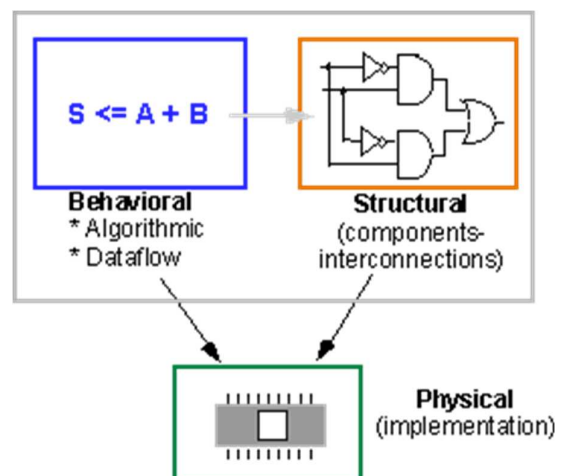 S <= A + B
Behavioral
* Algorithmic
* Dataflow
Structural
(components-
interconnections)
Physical
(implementation)